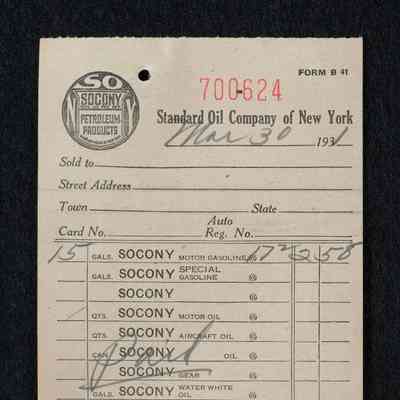 FORM B 41
SO
SOCONY
PETROLEUM
PRODUCTS
N Y
700624
Standard Oil Company of New York
Mar 30 1931
Sold to
Street Address
Town State
Card No. Auto Reg. No.
15 GALS. SOCONY MOTOR GASOLINE @ 17 2 2 58
GALS. SOCONY SPECIAL GASOLINE @
SOCONY @
QTS. SOCONY MOTOR OIL @
QTS. SOCONY AIRCRAFT OIL @
CAN SOCONY OIL @
SOCONY GEAR @
GALS. SOCONY WATER WHITE OIL @
Paid